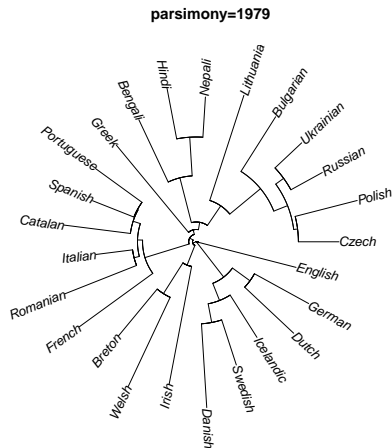 parsimony=1979
Lithuania
Bulgarian
Ukrainian
Russian
Polish
Czech
English
German
Dutch
Icelandic
Swedish
Danish
Irish
Welsh
Breton
French
Romanian
Italian
Catalan
Spanish
Portuguese
Greek
Bengali
Hindi
Nepali